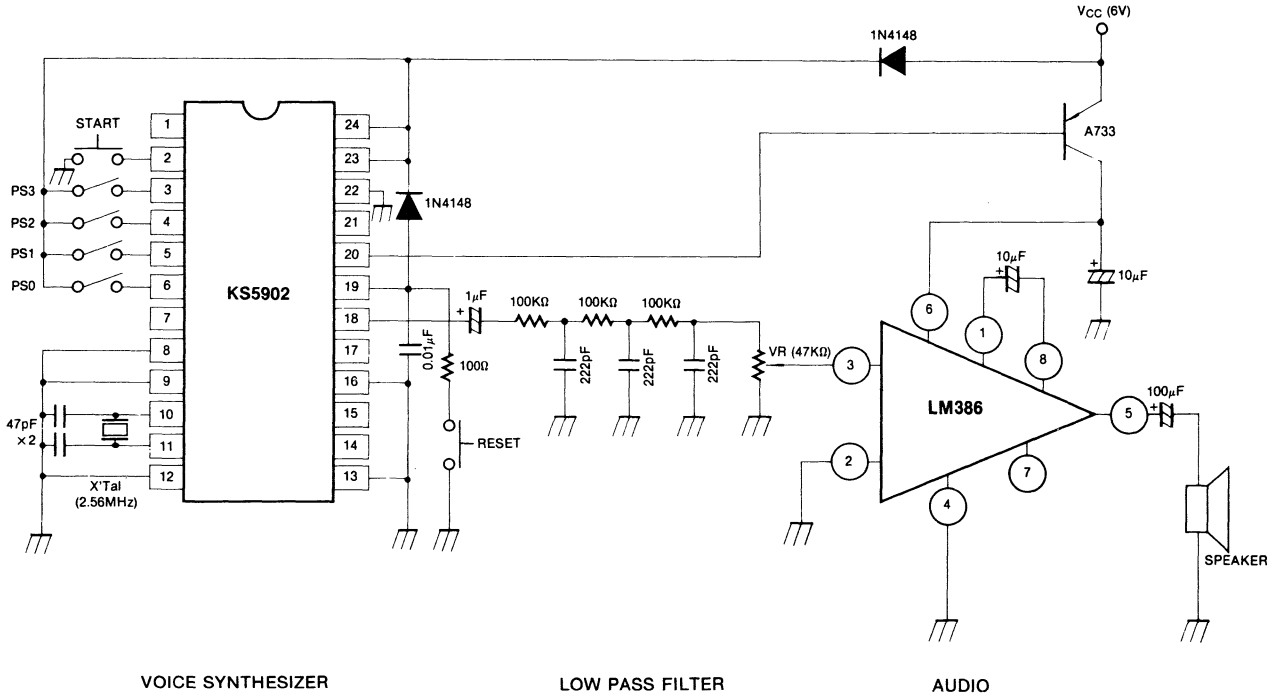 VCC (6V)
1N4148
A733
START
PS3
PS2
PS1
PS0
1
2
3
4
5
6
7
8
9
10
11
12
KS5902
24
23
22
21
20
19
18
17
16
15
14
13
1N4148
47pF
×2
X'Tal
(2.56MHz)
0.01μF
100Ω
RESET
+
1μF
100KΩ
100KΩ
100KΩ
222pF
222pF
222pF
VR (47KΩ)
10μF
+
+
10μF
6
1
8
3
2
4
7
5
LM386
100μF
+
SPEAKER
VOICE SYNTHESIZER
LOW PASS FILTER
AUDIO